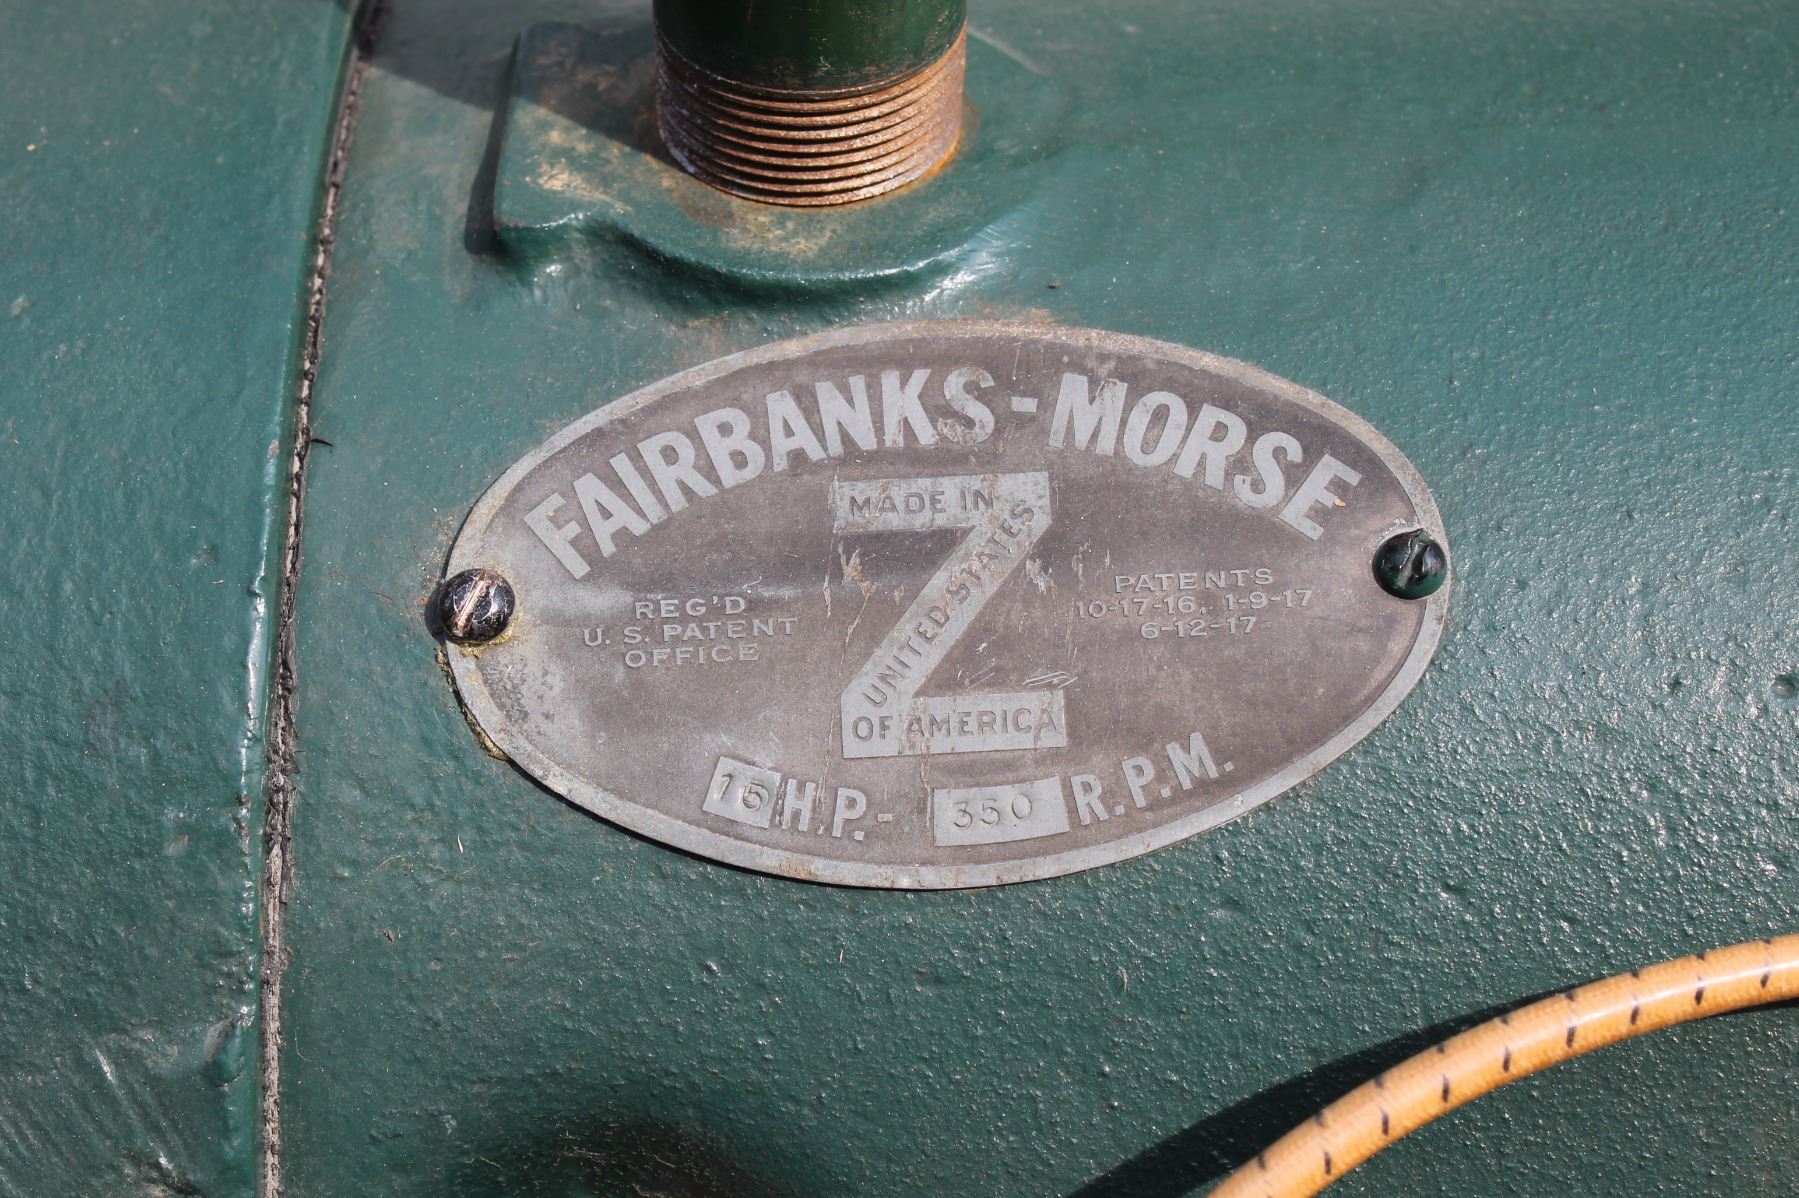 FAIRBANKS-MORSE
MADE IN
UNITED STATES
OF AMERICA
REG'D
U. S. PATENT
OFFICE
PATENTS
10-17-16, 1-9-17
6-12-17
15 H.P.- 350 R.P.M.